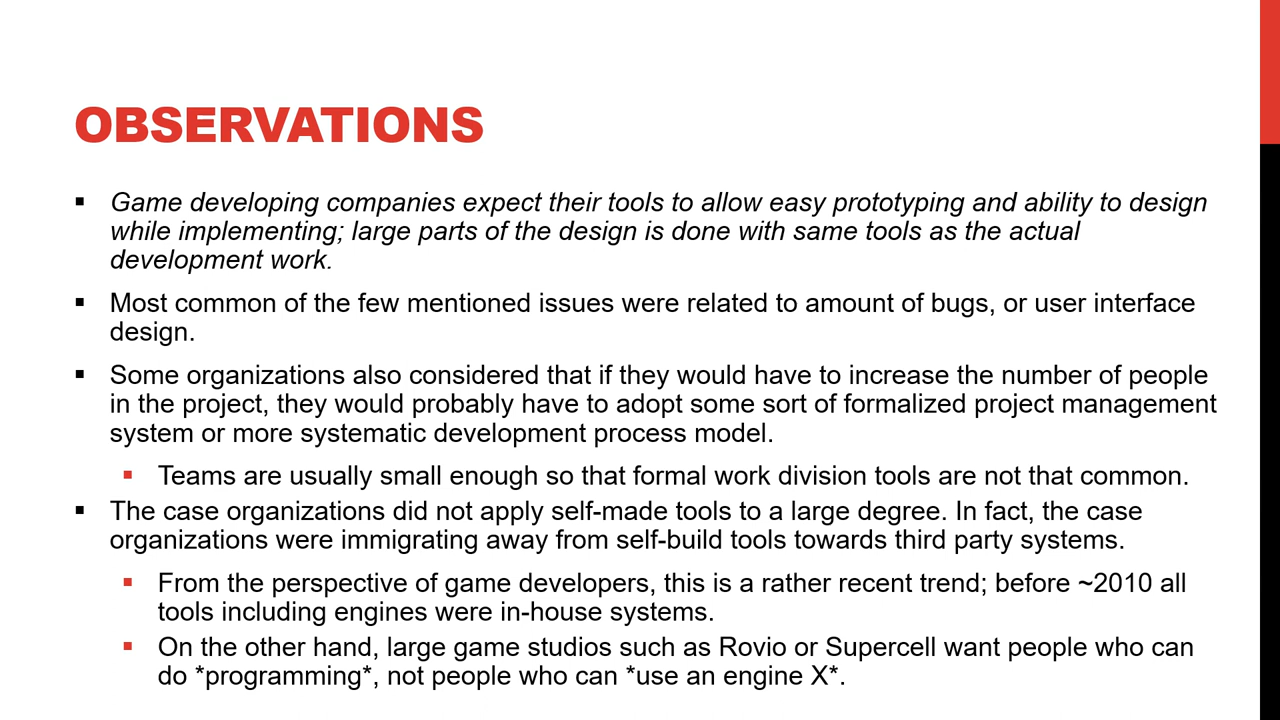 OBSERVATIONS
▪ Game developing companies expect their tools to allow easy prototyping and ability to design
while implementing; large parts of the design is done with same tools as the actual
development work.
▪ Most common of the few mentioned issues were related to amount of bugs, or user interface
design.
▪ Some organizations also considered that if they would have to increase the number of people
in the project, they would probably have to adopt some sort of formalized project management
system or more systematic development process model.
▪ Teams are usually small enough so that formal work division tools are not that common.
▪ The case organizations did not apply self-made tools to a large degree. In fact, the case
organizations were immigrating away from self-build tools towards third party systems.
▪ From the perspective of game developers, this is a rather recent trend; before ~2010 all
tools including engines were in-house systems.
▪ On the other hand, large game studios such as Rovio or Supercell want people who can
do *programming*, not people who can *use an engine X*.